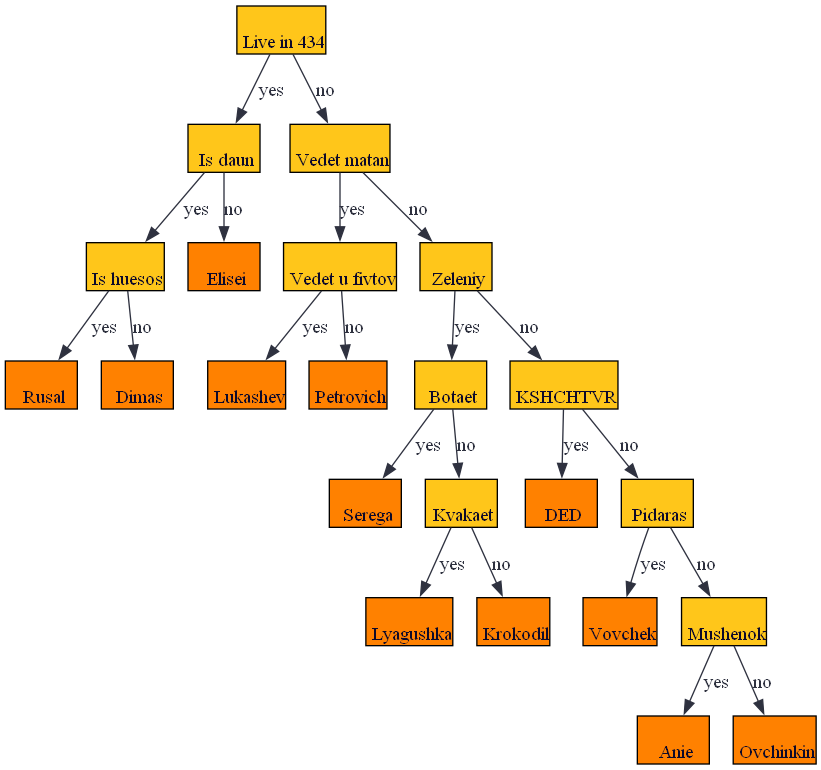 Live in 434
yes
no
Is daun
Vedet matan
yes
no
yes
no
Is huesos
Elisei
Vedet u fivtov
Zeleniy
yes
no
yes
no
yes
no
Rusal
Dimas
Lukashev
Petrovich
Botaet
KSHCHTVR
yes
no
yes
no
Serega
Kvakaet
DED
Pidaras
yes
no
yes
no
Lyagushka
Krokodil
Vovchek
Mushenok
yes
no
Anie
Ovchinkin